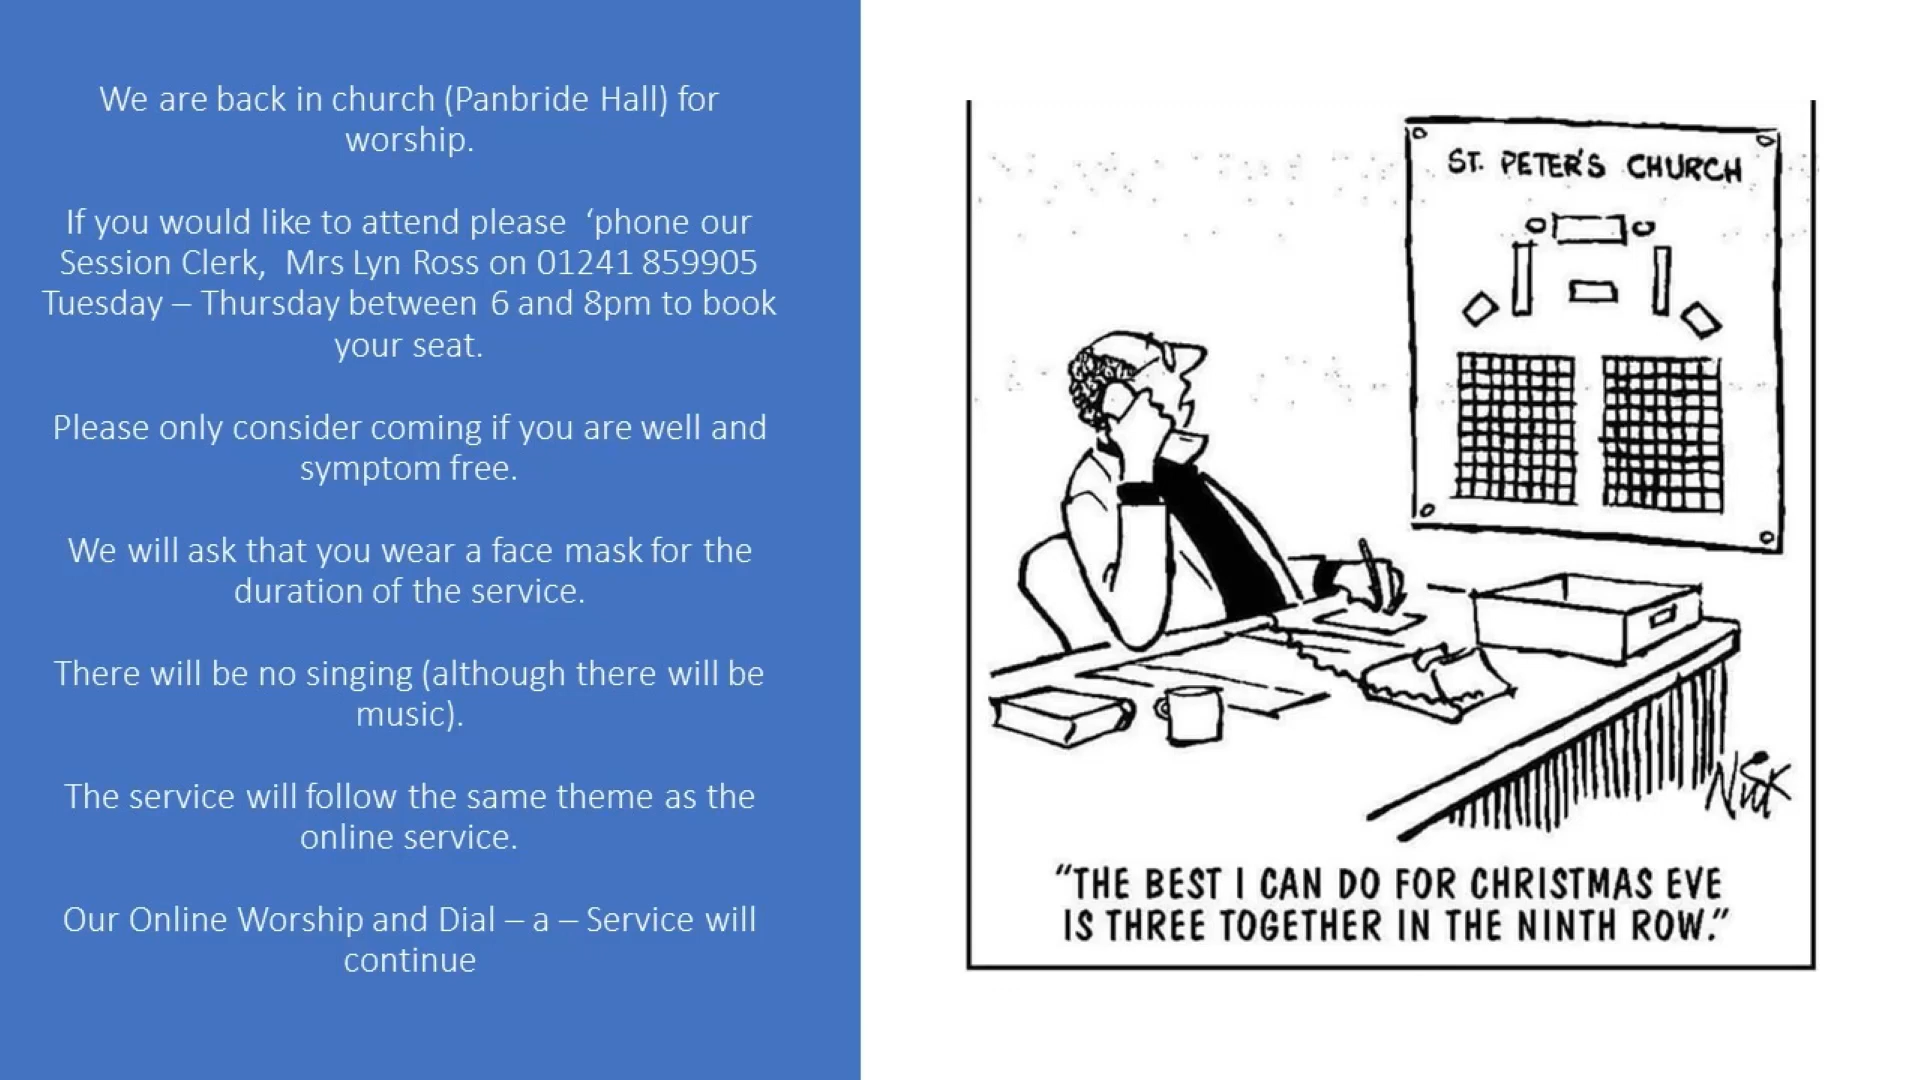 We are back in church (Panbride Hall) for
worship.
If you would like to attend please ‘phone our
Session Clerk, Mrs Lyn Ross on 01241 859905
Tuesday – Thursday between 6 and 8pm to book
your seat.
Please only consider coming if you are well and
symptom free.
We will ask that you wear a face mask for the
duration of the service.
There will be no singing (although there will be
music).
The service will follow the same theme as the
online service.
Our Online Worship and Dial – a – Service will
continue
ST. PETER'S CHURCH
NICK
“THE BEST I CAN DO FOR CHRISTMAS EVE
IS THREE TOGETHER IN THE NINTH ROW.”